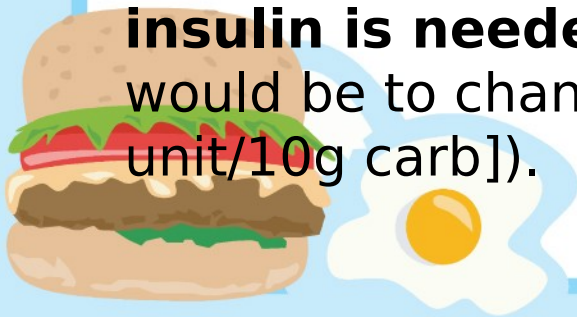 insulin is neede
would be to chan
unit/10g carb]).